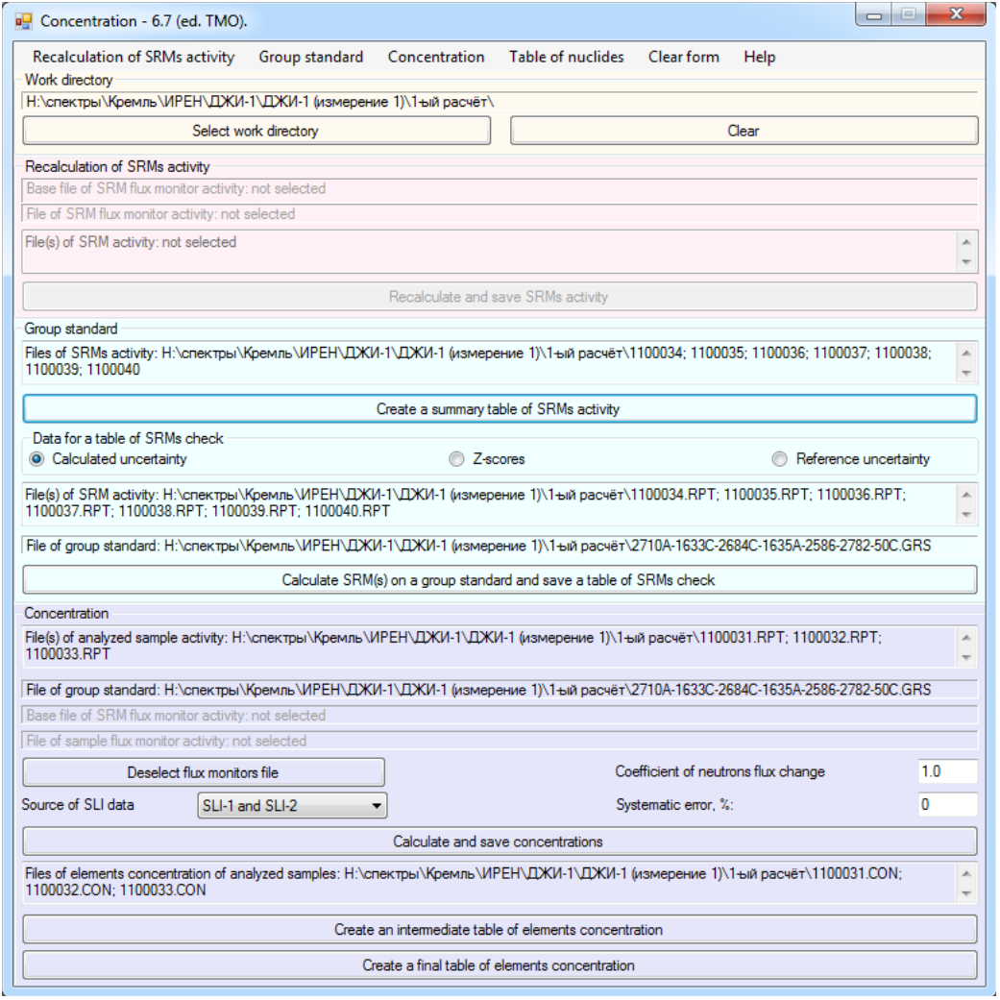 Concentration - 6.7 (ed. TMO).
Recalculation of SRMs activity Group standard Concentration Table of nuclides Clear form Help
Work directory
H:\спектры\Кремль\ИРЕН\ДЖИ-1\ДЖИ-1 (измерение 1)\1-ый расчёт\
Select work directory Clear
Recalculation of SRMs activity
Base file of SRM flux monitor activity: not selected
File of SRM flux monitor activity: not selected
File(s) of SRM activity: not selected
Recalculate and save SRMs activity
Group standard
Files of SRMs activity: H:\спектры\Кремль\ИРЕН\ДЖИ-1\ДЖИ-1 (измерение 1)\1-ый расчёт\1100034; 1100035; 1100036; 1100037; 1100038;
1100039; 1100040
Create a summary table of SRMs activity
Data for a table of SRMs check
Calculated uncertainty Z-scores Reference uncertainty
File(s) of SRM activity: H:\спектры\Кремль\ИРЕН\ДЖИ-1\ДЖИ-1 (измерение 1)\1-ый расчёт\1100034.RPT; 1100035.RPT; 1100036.RPT;
1100037.RPT; 1100038.RPT; 1100039.RPT; 1100040.RPT
File of group standard: H:\спектры\Кремль\ИРЕН\ДЖИ-1\ДЖИ-1 (измерение 1)\1-ый расчёт\2710A-1633C-2684C-1635A-2586-2782-50C.GRS
Calculate SRM(s) on a group standard and save a table of SRMs check
Concentration
File(s) of analyzed sample activity: H:\спектры\Кремль\ИРЕН\ДЖИ-1\ДЖИ-1 (измерение 1)\1-ый расчёт\1100031.RPT; 1100032.RPT;
1100033.RPT
File of group standard: H:\спектры\Кремль\ИРЕН\ДЖИ-1\ДЖИ-1 (измерение 1)\1-ый расчёт\2710A-1633C-2684C-1635A-2586-2782-50C.GRS
Base file of SRM flux monitor activity: not selected
File of sample flux monitor activity: not selected
Deselect flux monitors file Coefficient of neutrons flux change 1.0
Source of SLI data SLI-1 and SLI-2 Systematic error, %: 0
Calculate and save concentrations
Files of elements concentration of analyzed samples: H:\спектры\Кремль\ИРЕН\ДЖИ-1\ДЖИ-1 (измерение 1)\1-ый расчёт\1100031.CON;
1100032.CON; 1100033.CON
Create an intermediate table of elements concentration
Create a final table of elements concentration